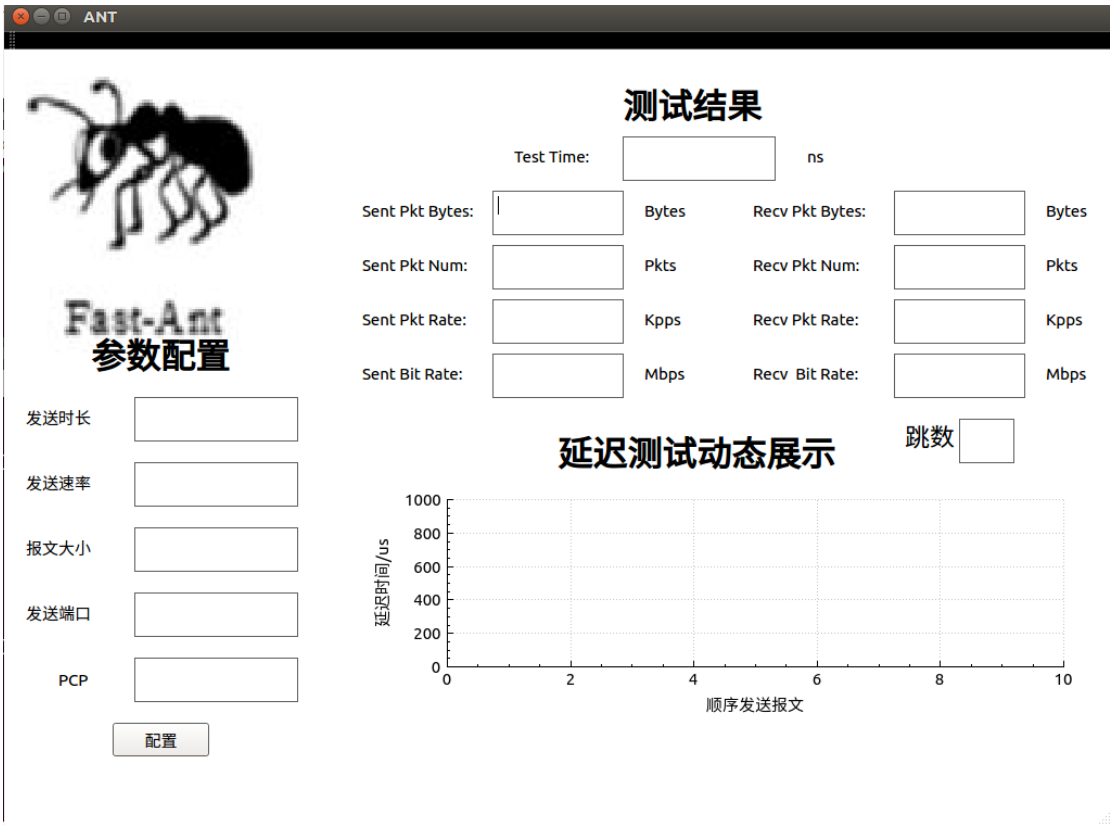 ANT
Fast-Ant
参数配置
发送时长
发送速率
报文大小
发送端口
PCP
配置
测试结果
Test Time: ns
Sent Pkt Bytes: Bytes Recv Pkt Bytes: Bytes
Sent Pkt Num: Pkts Recv Pkt Num: Pkts
Sent Pkt Rate: Kpps Recv Pkt Rate: Kpps
Sent Bit Rate: Mbps Recv Bit Rate: Mbps
延迟测试动态展示 跳数
延迟时间/us
1000
800
600
400
200
0
0 2 4 6 8 10
顺序发送报文